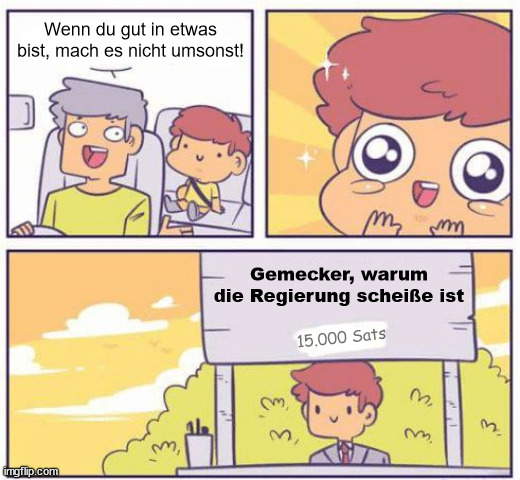 Wenn du gut in etwas
bist, mach es nicht umsonst!
Gemecker, warum
die Regierung scheiße ist
15.000 Sats
imgflip.com